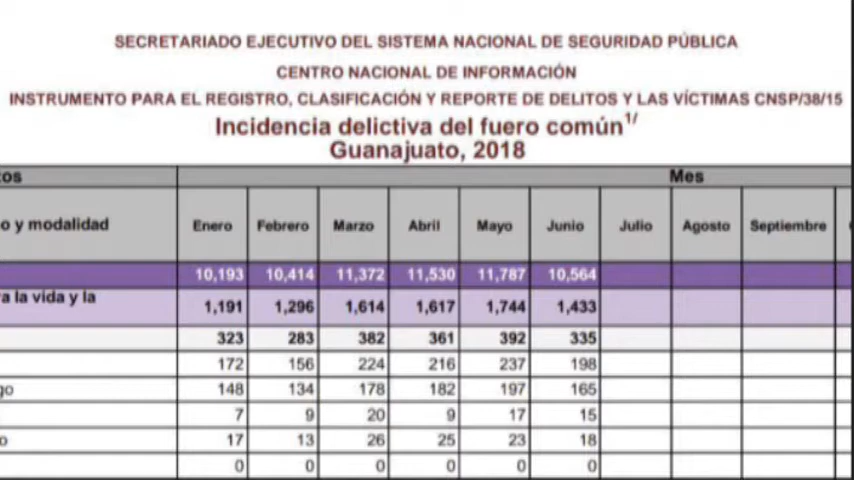 SECRETARIADO EJECUTIVO DEL SISTEMA NACIONAL DE SEGURIDAD PÚBLICA
CENTRO NACIONAL DE INFORMACIÓN
INSTRUMENTO PARA EL REGISTRO, CLASIFICACIÓN Y REPORTE DE DELITOS Y LAS VÍCTIMAS CNSP/38/15
Incidencia delictiva del fuero común1/
Guanajuato, 2018
tos Mes
o y modalidad Enero Febrero Marzo Abril Mayo Junio Julio Agosto Septiembre
10,193 10,414 11,372 11,530 11,787 10,564
ra la vida y la 1,191 1,296 1,614 1,617 1,744 1,433
323 283 382 361 392 335
172 156 224 216 237 198
go 148 134 178 182 197 165
7 9 20 9 17 15
o 17 13 26 25 23 18
0 0 0 0 0 0